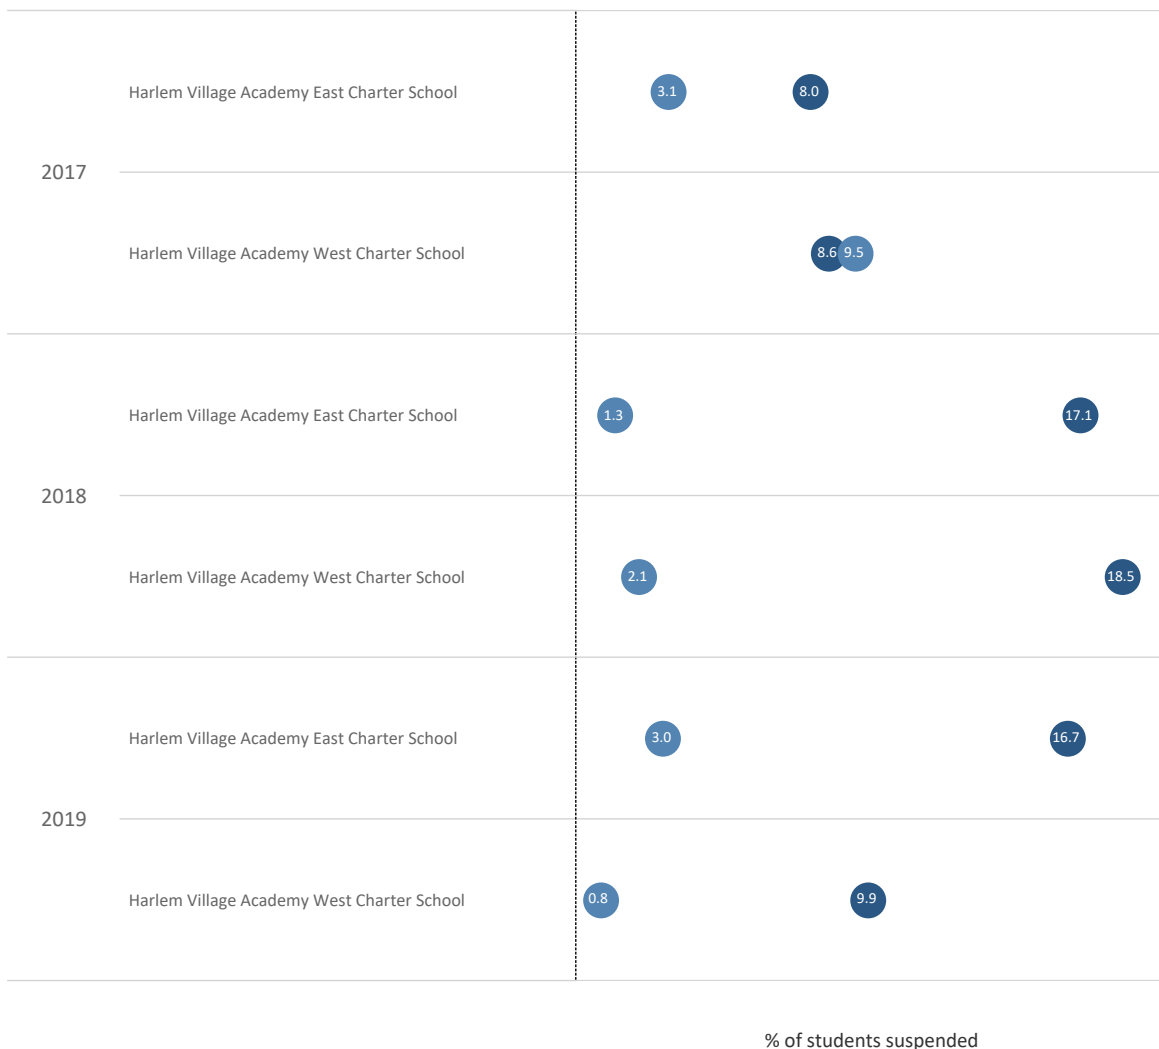 Harlem Village Academy East Charter School
3.1 8.0
2017
Harlem Village Academy West Charter School
8.6 9.5
Harlem Village Academy East Charter School
1.3 17.1
2018
Harlem Village Academy West Charter School
2.1 18.5
Harlem Village Academy East Charter School
3.0 16.7
2019
Harlem Village Academy West Charter School
0.8 9.9
% of students suspended